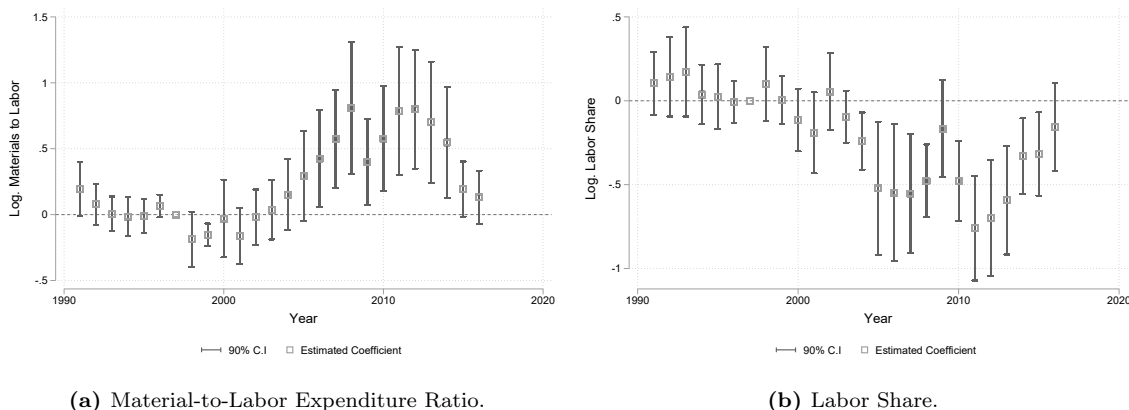 1.5
1
.5
0
-.5
Log. Materials to Labor
1990
2000
2010
2020
Year
90% C.I
Estimated Coefficient
(a) Material-to-Labor Expenditure Ratio.
.5
0
-.5
-1
Log. Labor Share
1990
2000
2010
2020
Year
90% C.I
Estimated Coefficient
(b) Labor Share.